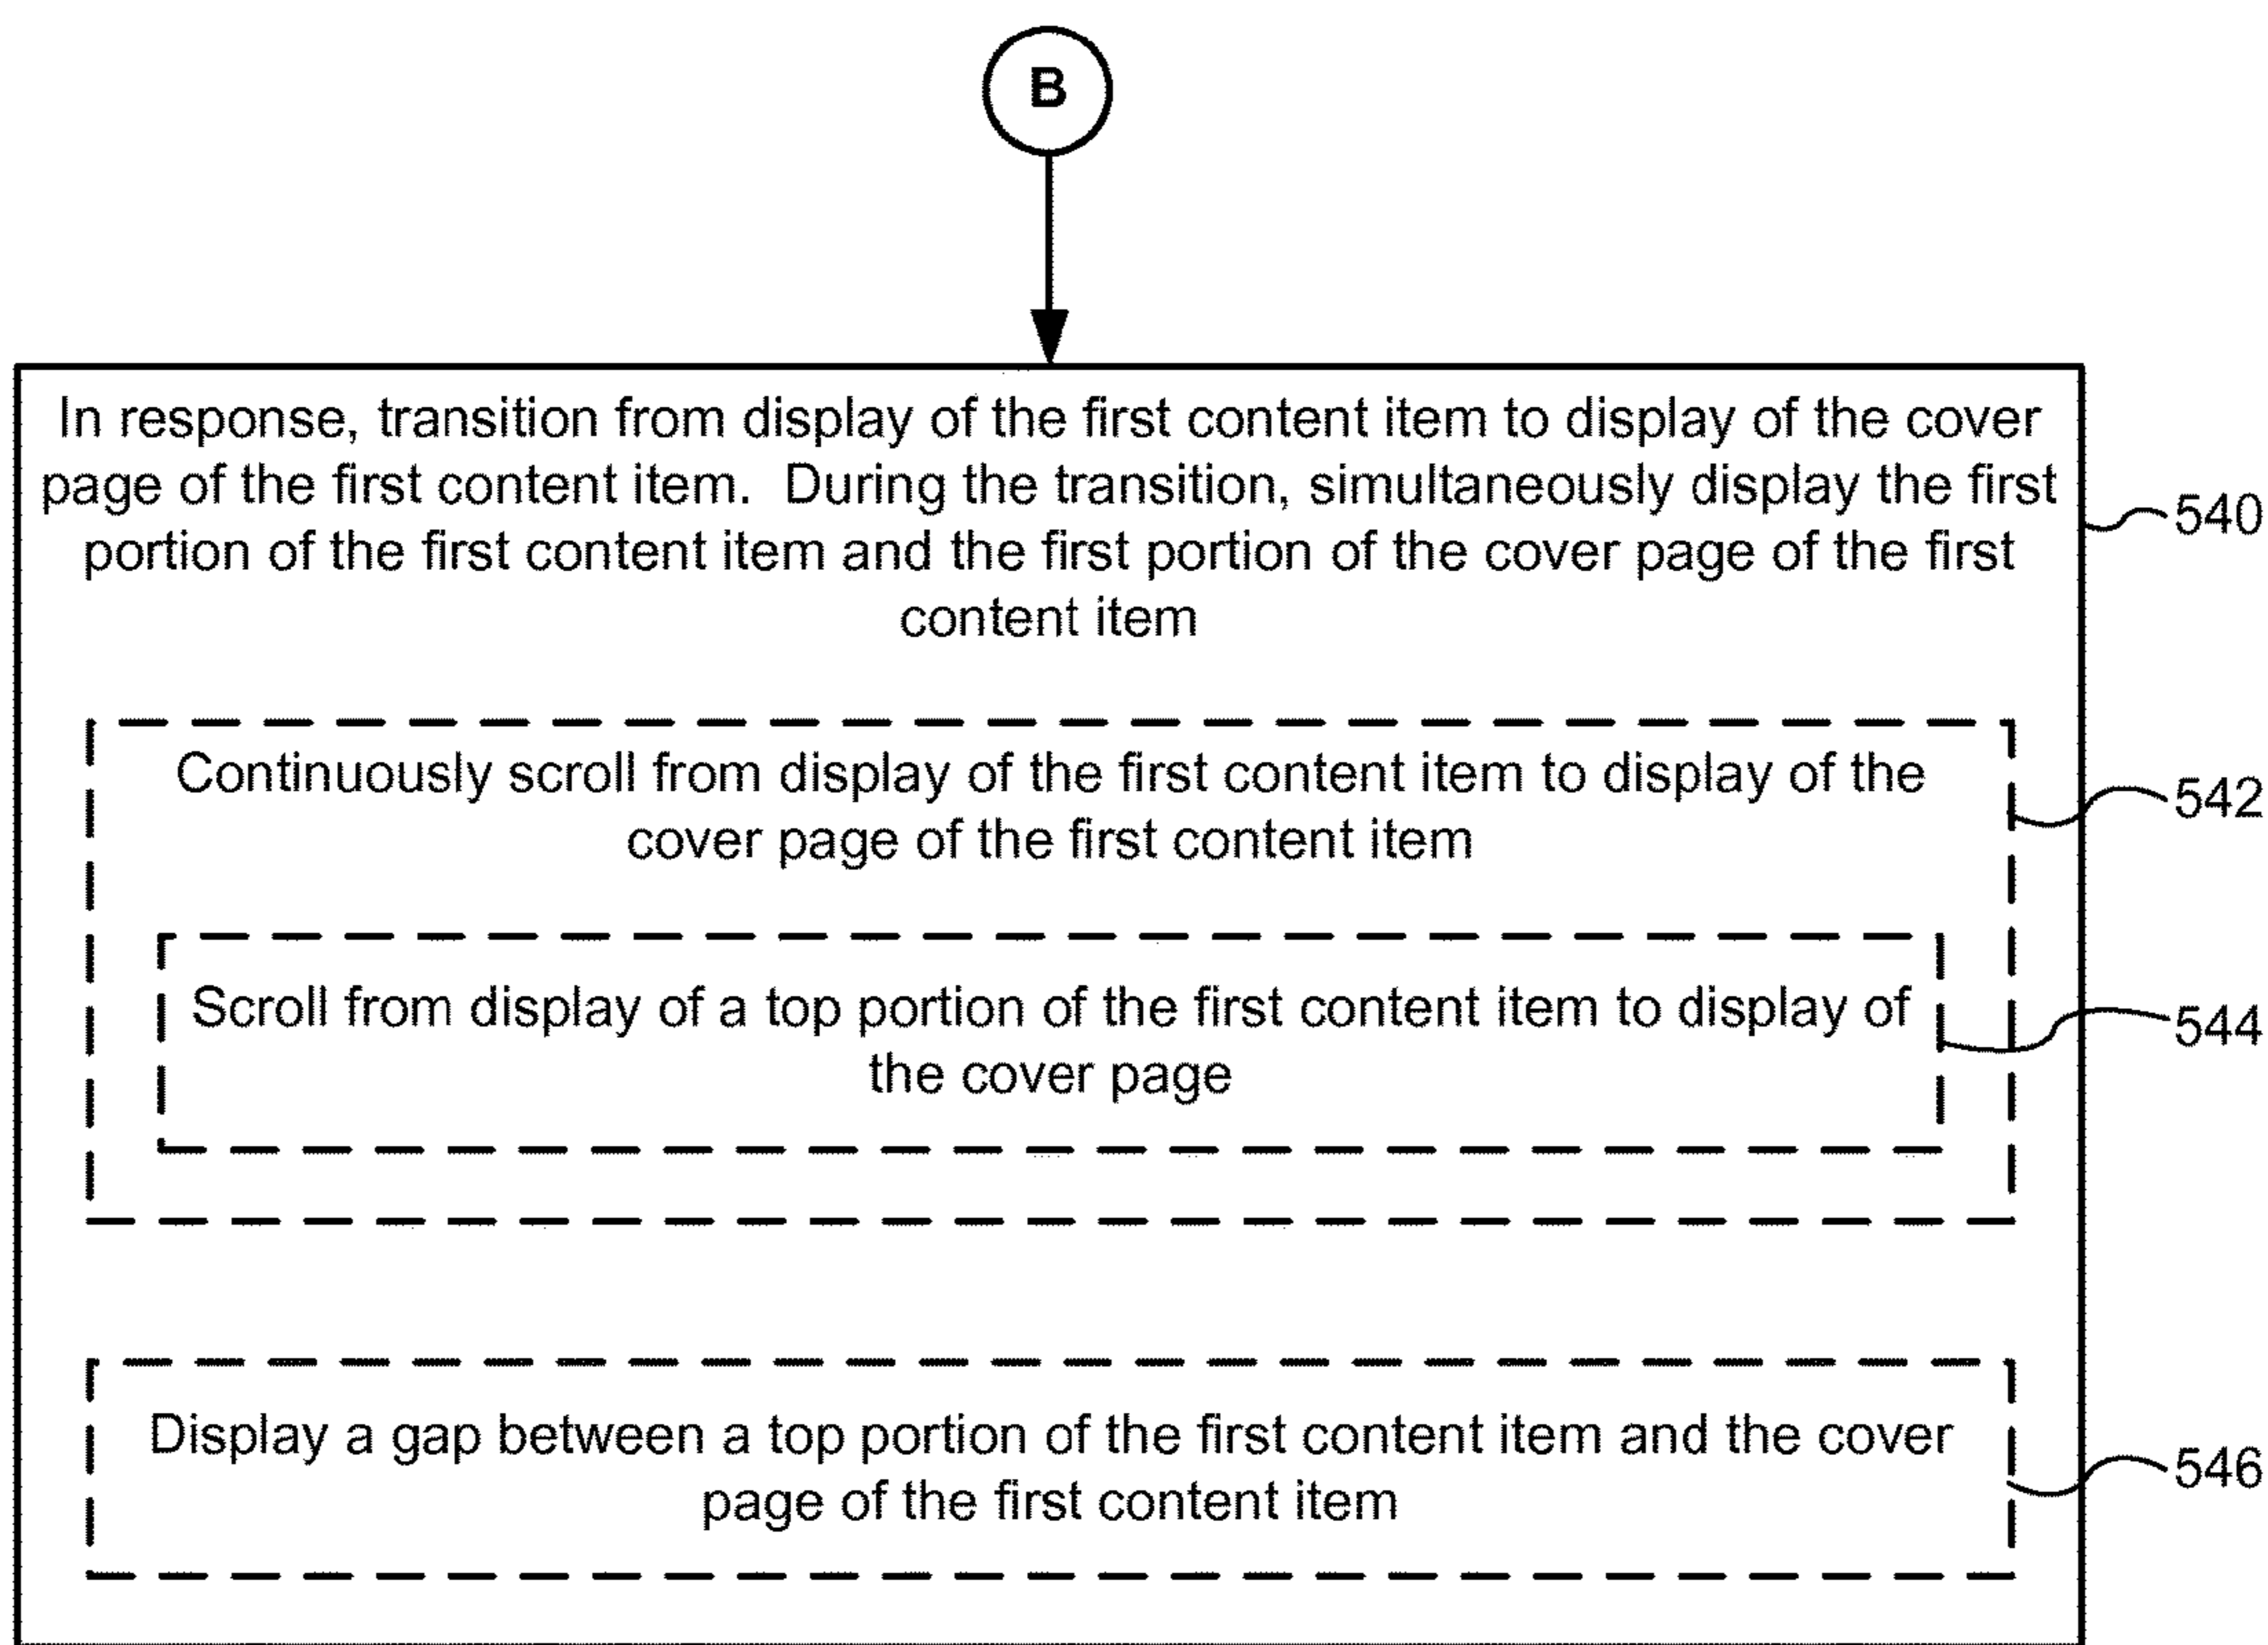 B
In response, transition from display of the first content item to display of the cover
page of the first content item.  During the transition, simultaneously display the first
portion of the first content item and the first portion of the cover page of the first
content item
540
Continuously scroll from display of the first content item to display of the
cover page of the first content item
542
Scroll from display of a top portion of the first content item to display of
the cover page
544
Display a gap between a top portion of the first content item and the cover
page of the first content item
546